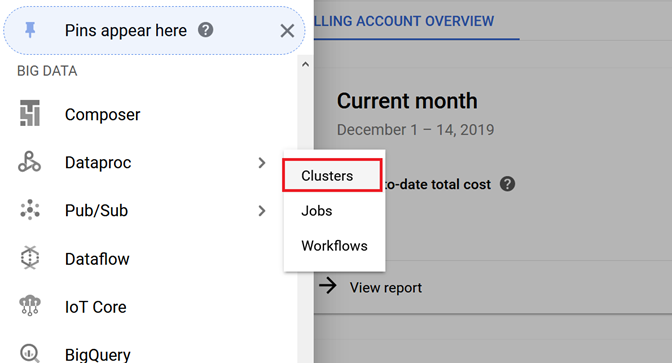 Pins appear here
BIG DATA
Composer
Dataproc
Pub/Sub
Dataflow
IoT Core
BigQuery
Clusters
Jobs
Workflows
LLING ACCOUNT OVERVIEW
Current month
December 1 – 14, 2019
to-date total cost
View report